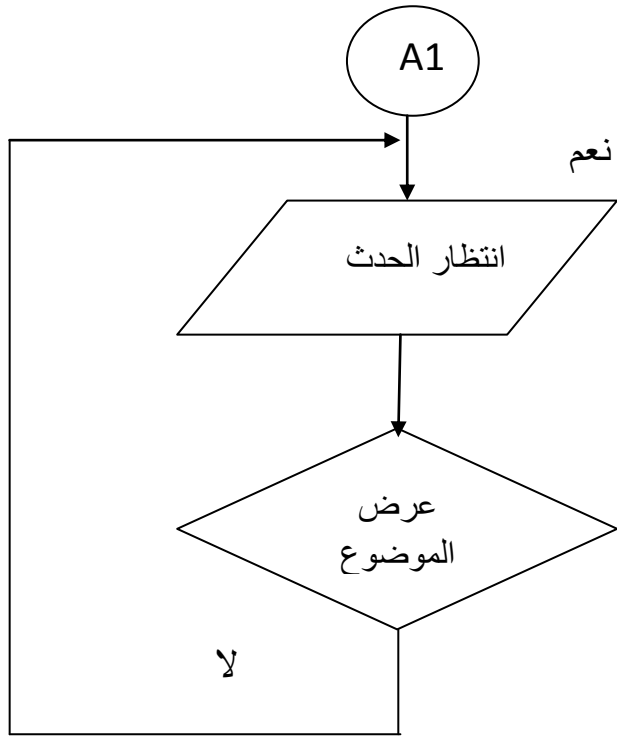 A1
نعم
انتظار الحدث
عرض
الموضوع
لا